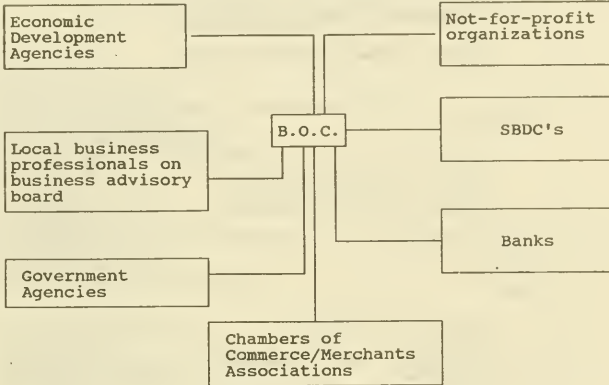 Economic
Development
Agencies
Not-for-profit
organizations
B.O.C.
SBDC's
Local business
professionals on
business advisory
board
Banks
Government
Agencies
Chambers of
Commerce/Merchants
Associations